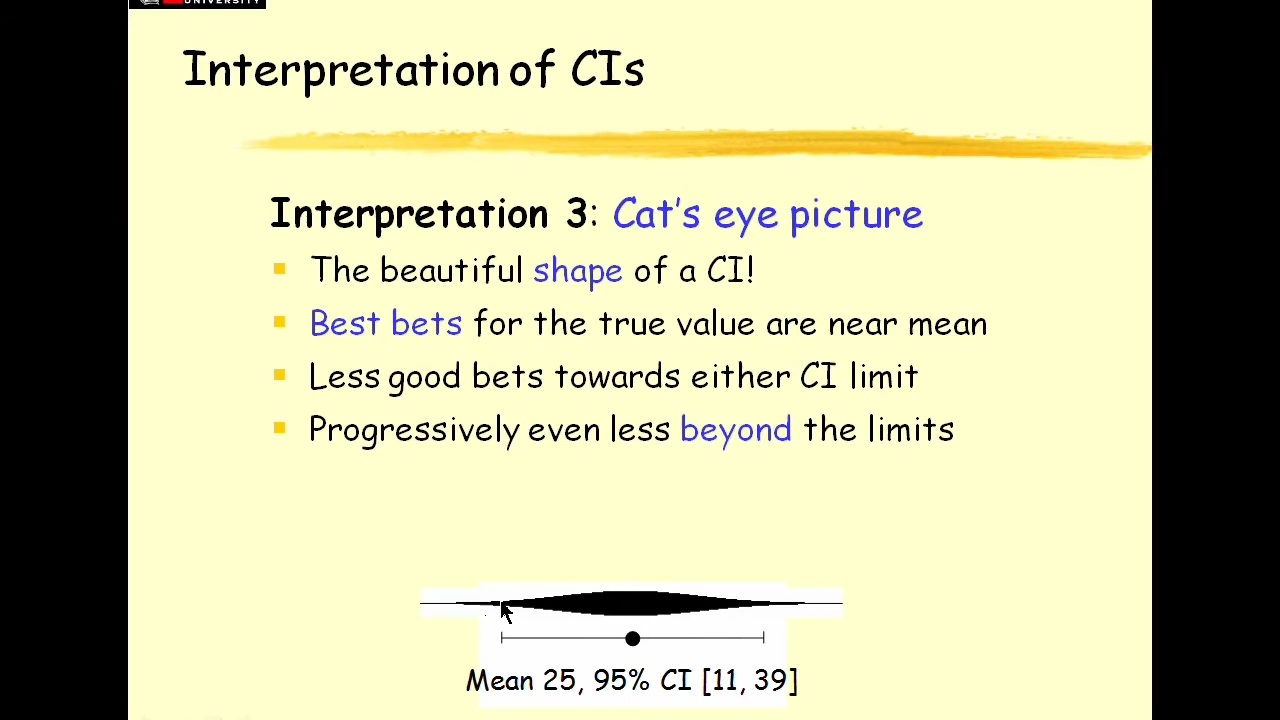 UNIVERSITY
Interpretation of CIs
Interpretation 3: Cat's eye picture
The beautiful shape of a CI!
Best bets for the true value are near mean
Less good bets towards either CI limit
Progressively even less beyond the limits
Mean 25, 95% CI [11, 39]